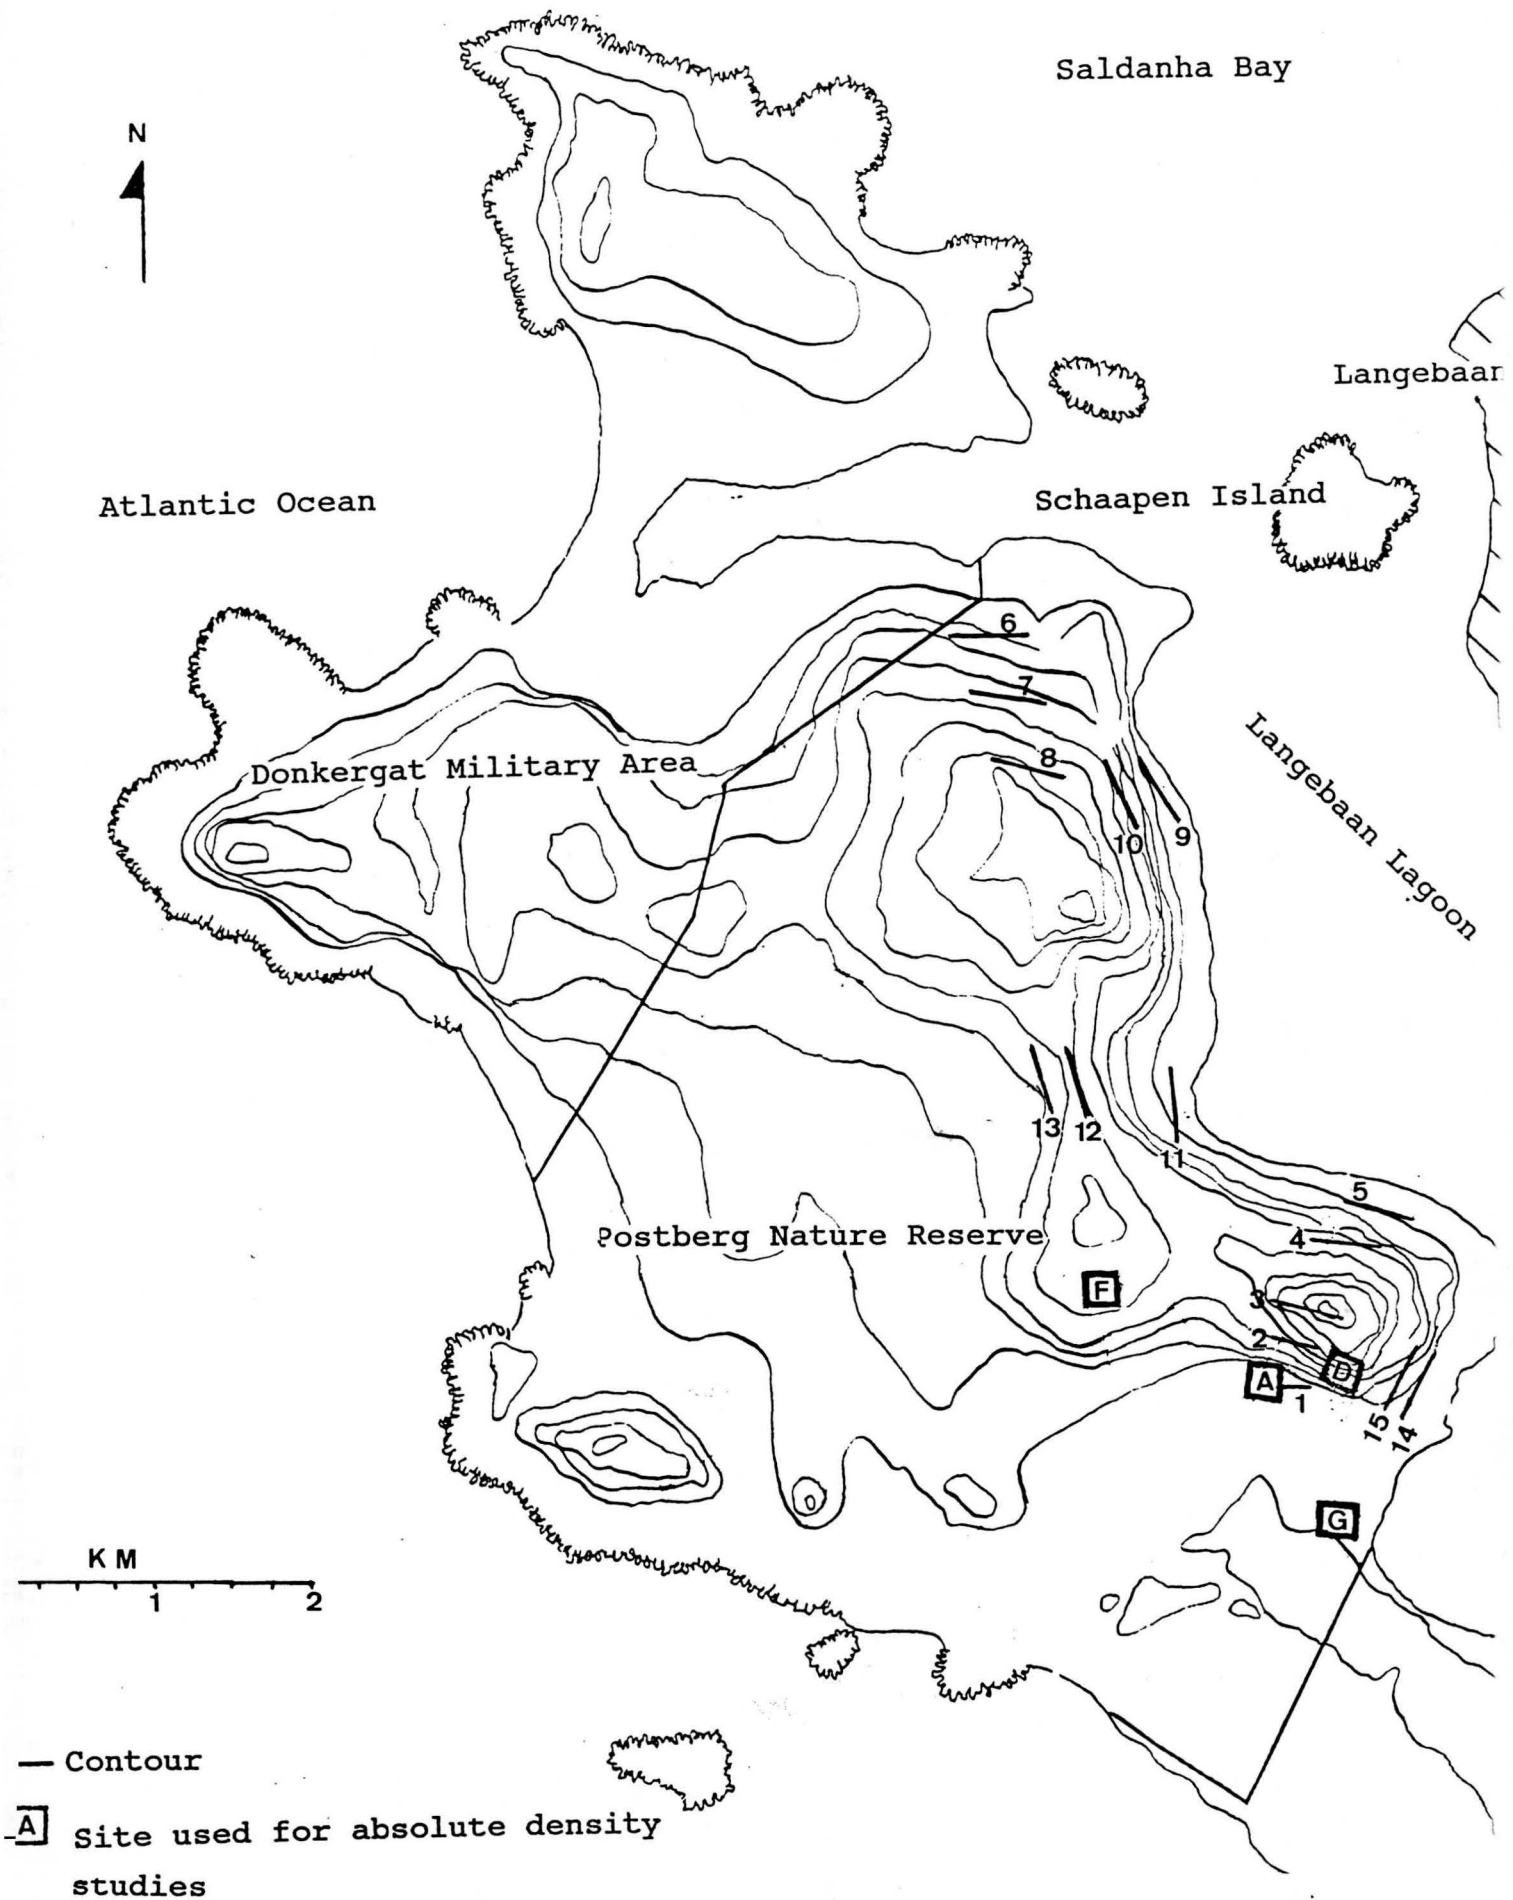 Saldanha Bay
N
Langebaan
Atlantic Ocean
Schaapen Island
6
7
Donkergat Military Area
8
Langebaan Lagoon
10
9
13
12
11
5
Postberg Nature Reserve
4
F
3
2
D
A
1
15
14
G
KM
1
2
Contour
A
Site used for absolute density
studies